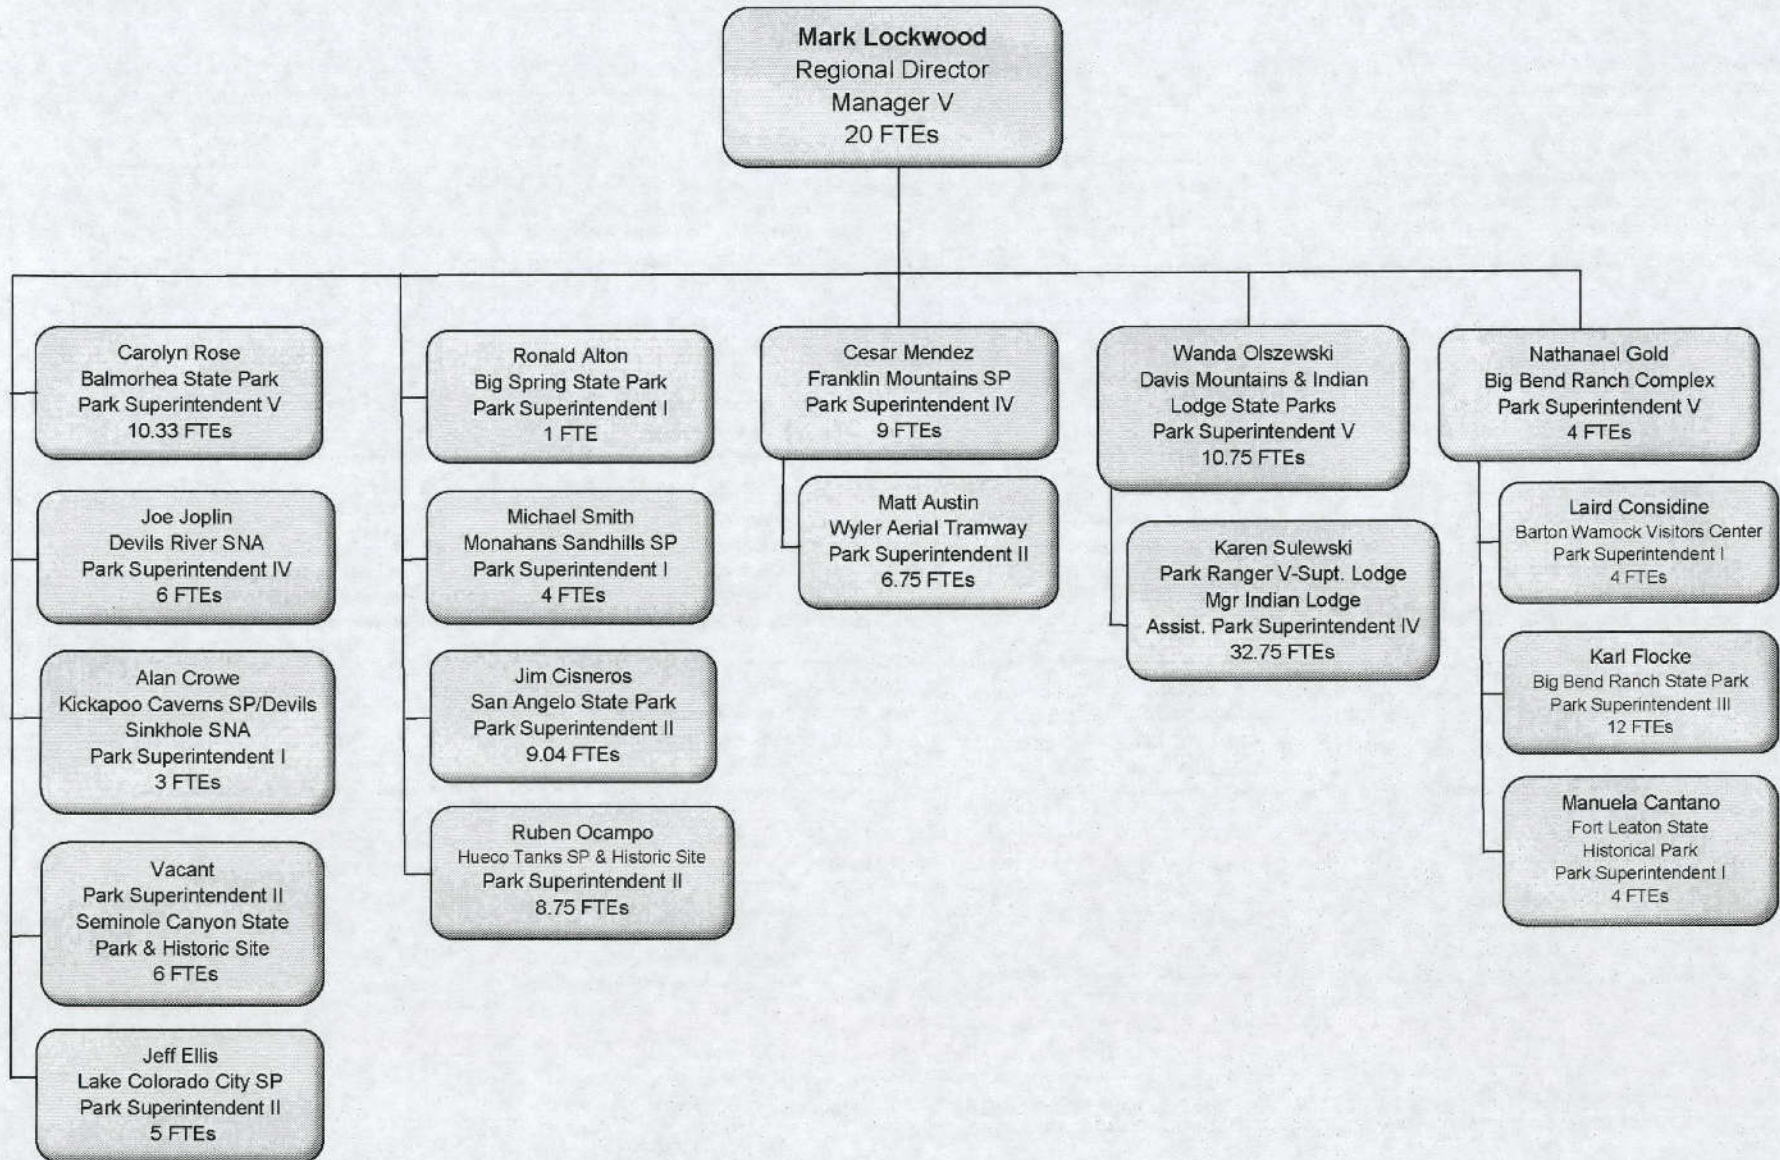 Mark Lockwood
Regional Director
Manager V
20 FTEs
Carolyn Rose
Balmorhea State Park
Park Superintendent V
10.33 FTEs
Joe Joplin
Devils River SNA
Park Superintendent IV
6 FTEs
Alan Crowe
Kickapoo Caverns SP/Devils
Sinkhole SNA
Park Superintendent I
3 FTEs
Vacant
Park Superintendent II
Seminole Canyon State
Park & Historic Site
6 FTEs
Jeff Ellis
Lake Colorado City SP
Park Superintendent II
5 FTEs
Ronald Alton
Big Spring State Park
Park Superintendent I
1 FTE
Michael Smith
Monahans Sandhills SP
Park Superintendent I
4 FTEs
Jim Cisneros
San Angelo State Park
Park Superintendent II
9.04 FTEs
Ruben Ocampo
Hueco Tanks SP & Historic Site
Park Superintendent II
8.75 FTEs
Cesar Mendez
Franklin Mountains SP
Park Superintendent IV
9 FTEs
Matt Austin
Wyler Aerial Tramway
Park Superintendent II
6.75 FTEs
Wanda Olszewski
Davis Mountains & Indian
Lodge State Parks
Park Superintendent V
10.75 FTEs
Karen Sulewski
Park Ranger V-Supt. Lodge
Mgr Indian Lodge
Assist. Park Superintendent IV
32.75 FTEs
Nathanael Gold
Big Bend Ranch Complex
Park Superintendent V
4 FTEs
Laird Considine
Barton Warnock Visitors Center
Park Superintendent I
4 FTEs
Karl Flocke
Big Bend Ranch State Park
Park Superintendent III
12 FTEs
Manuela Cantano
Fort Leaton State
Historical Park
Park Superintendent I
4 FTEs